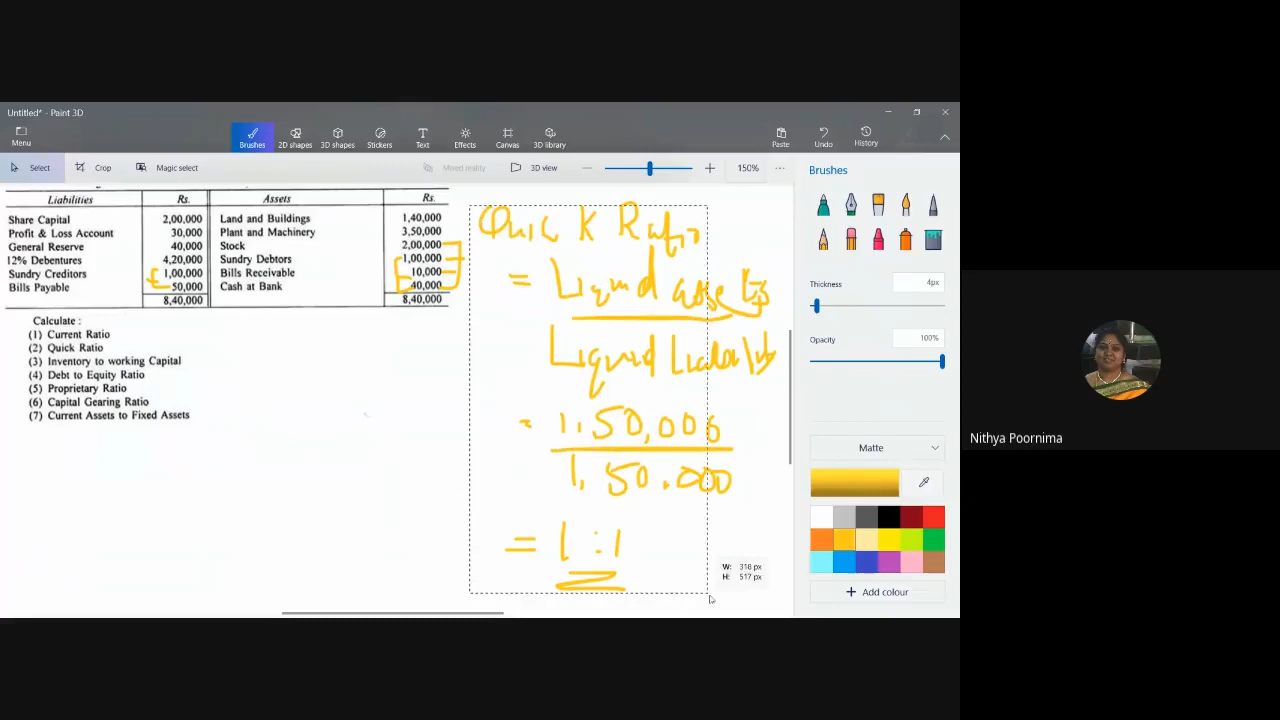 Untitled* - Paint 3D
Menu
Brushes
2D shapes
3D shapes
Stickers
Text
Effects
Canvas
3D library
Paste
Undo
History
Select
Crop
Magic select
Mixed reality
3D view
150%
Liabilities Rs. Assets Rs.
Share Capital 2,00,000 Land and Buildings 1,40,000
Profit & Loss Account 30,000 Plant and Machinery 3,50,000
General Reserve 40,000 Stock 2,00,000
12% Debentures 4,20,000 Sundry Debtors 1,00,000
Sundry Creditors 1,00,000 Bills Receivable 10,000
Bills Payable 50,000 Cash at Bank 40,000
8,40,000 8,40,000
Calculate :
(1) Current Ratio
(2) Quick Ratio
(3) Inventory to working Capital
(4) Debt to Equity Ratio
(5) Proprietary Ratio
(6) Capital Gearing Ratio
(7) Current Assets to Fixed Assets
Quick Ratio
= Liquid assets
Liquid Liabilities
= 1,50,000
1,50,000
= 1:1
W: 318 px
H: 517 px
Brushes
Thickness
4px
Opacity
100%
Matte
+ Add colour
Nithya Poornima